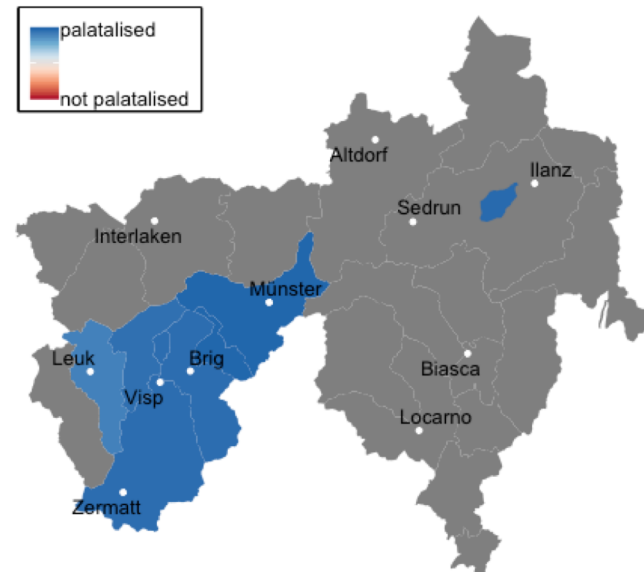 palatalised
not palatalised
Altdorf
Ilanz
Sedrun
Interlaken
Münster
Leuk
Brig
Biasca
Visp
Locarno
Zermatt